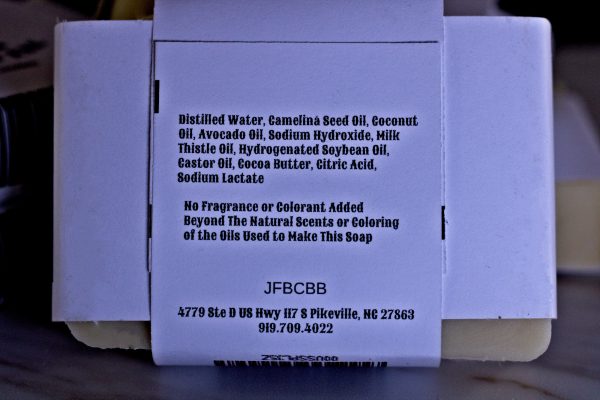 Distilled Water, Camelina Seed Oil, Coconut
Oil, Avocado Oil, Sodium Hydroxide, Milk
Thistle Oil, Hydrogenated Soybean Oil,
Castor Oil, Cocoa Butter, Citric Acid,
Sodium Lactate
No Fragrance or Colorant Added
Beyond The Natural Scents or Coloring
of the Oils Used to Make This Soap
JFBCBB
4779 Ste D US Hwy 117 S Pikeville, NC 27863
919.709.4022